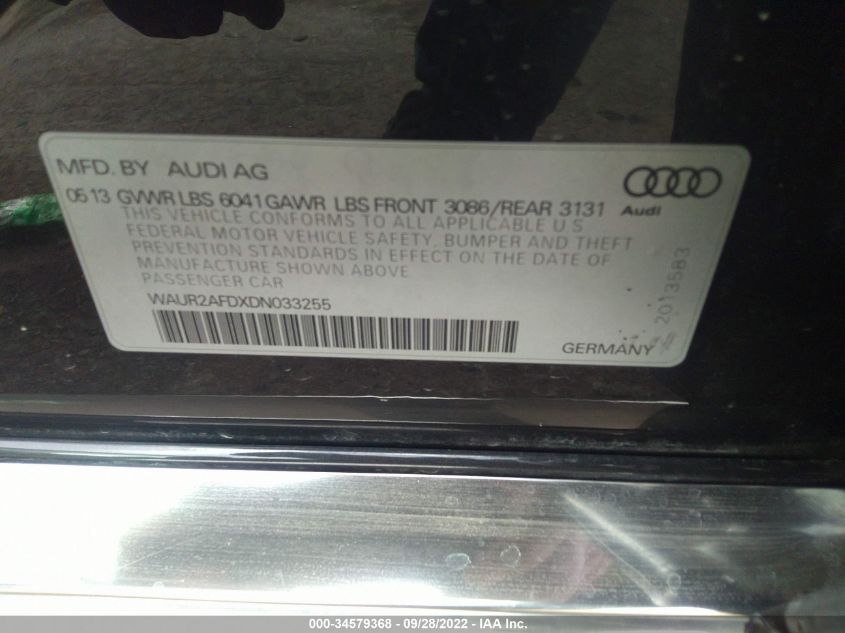 MFD. BY AUDI AG
05 13 GVWR LBS 6041 GAWR LBS FRONT 3086/REAR 3131
Audi
THIS VEHICLE CONFORMS TO ALL APPLICABLE U S
FEDERAL MOTOR VEHICLE SAFETY, BUMPER AND THEFT
PREVENTION STANDARDS IN EFFECT ON THE DATE OF
MANUFACTURE SHOWN ABOVE
PASSENGER CAR
WAUR2AFDXDN033255
GERMANY
2013583
000-34579368 - 09/28/2022 - IAA Inc.